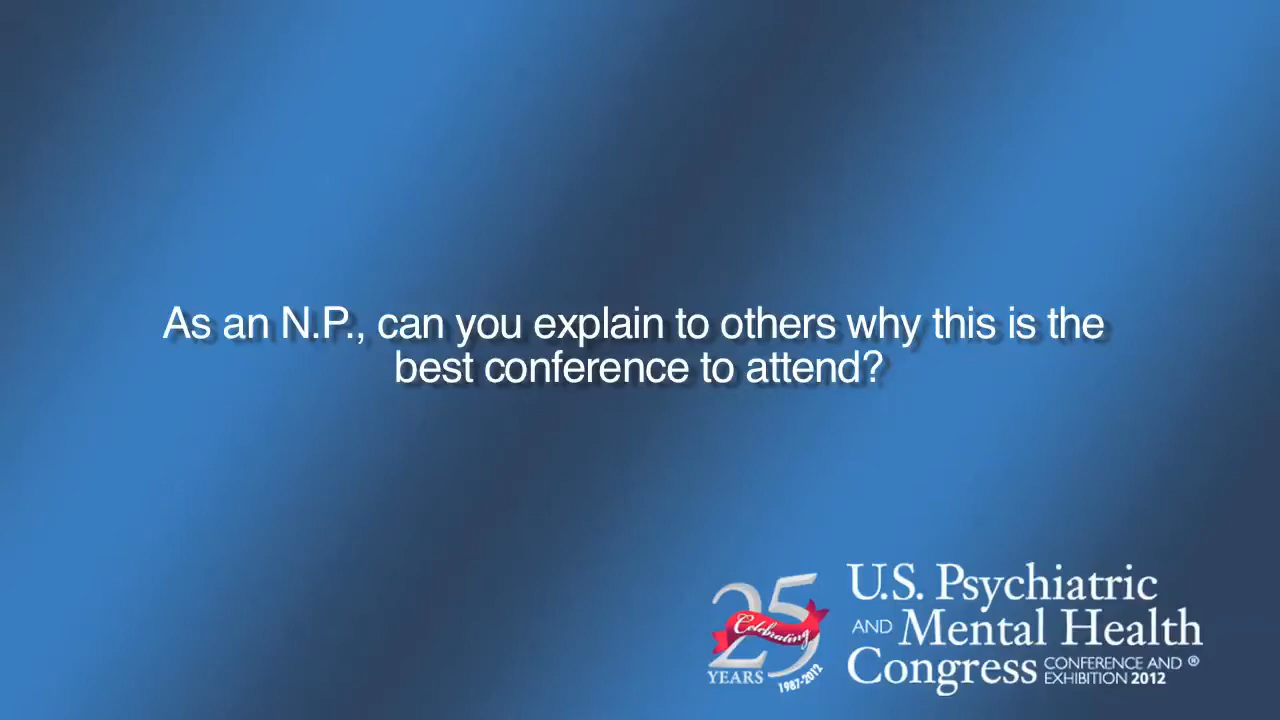 As an N.P., can you explain to others why this is the
best conference to attend?
25
Celebrating
YEARS
1987-2012
U.S. Psychiatric
AND Mental Health
Congress CONFERENCE AND ®
EXHIBITION 2012